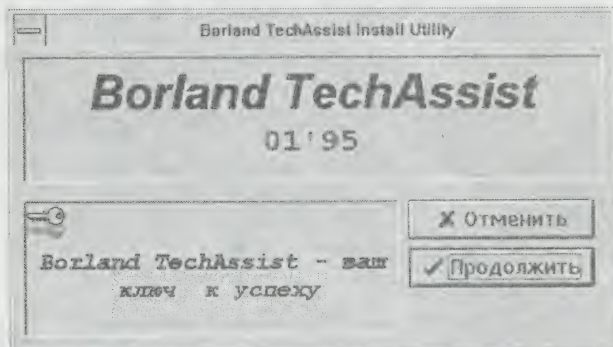 Borland TechAssist Install Utility
Borland TechAssist
01'95
Borland TechAssist - ваш
ключ к успеху
✗ Отменить
✓ Продолжить